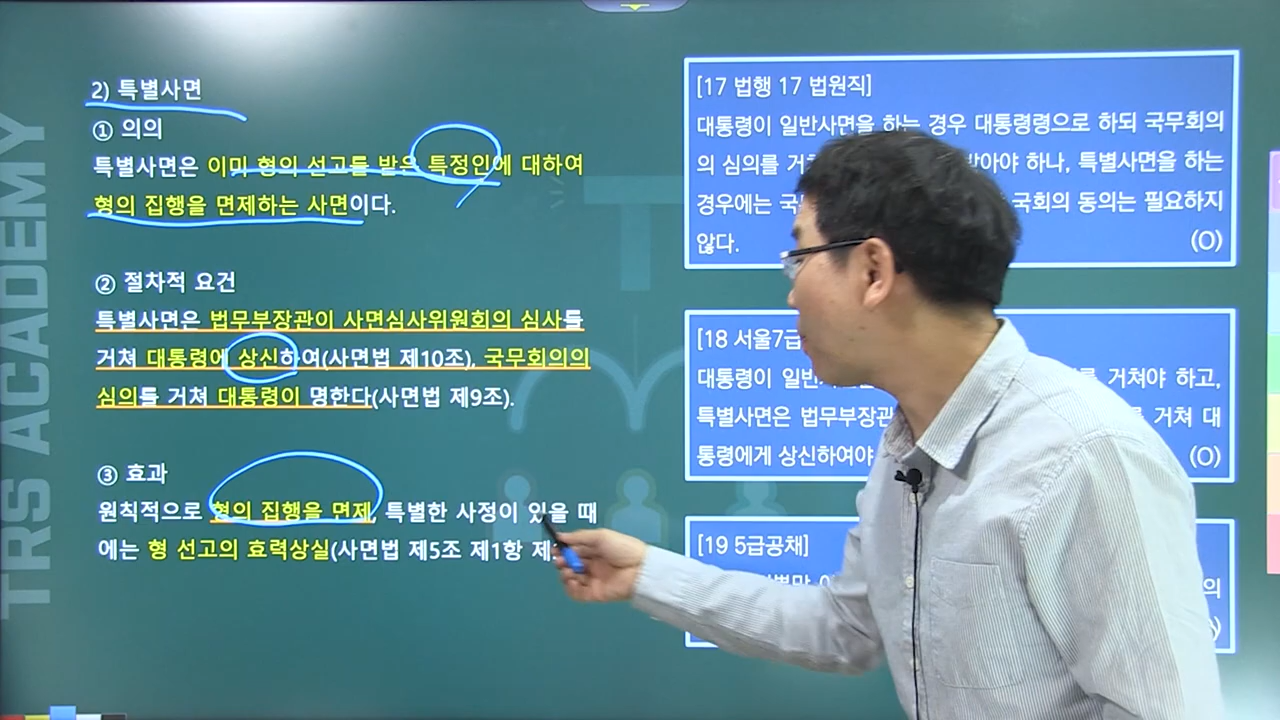 2) 특별사면
① 의의
특별사면은 이미 형의 선고를 받은 특정인에 대하여
형의 집행을 면제하는 사면이다.
② 절차적 요건
특별사면은 법무부장관이 사면심사위원회의 심사를
거쳐 대통령에 상신하여(사면법 제10조), 국무회의의
심의를 거쳐 대통령이 명한다(사면법 제9조).
③ 효과
원칙적으로 형의 집행을 면제, 특별한 사정이 있을 때
에는 형 선고의 효력상실(사면법 제5조 제1항
[17 법행 17 법원직]
대통령이 일반사면을 하는 경우 대통령령으로 하되 국무회의
의 심의를 하나, 특별사면을 하는
경우에는 국회의 동의는 필요하지
않다. (O)
[18 서울7급
대통령이 거쳐야 하고,
특별사면은 법무부장관 거쳐 대
통령에게 상신하여야 (O)
[19 5급공채]
의
TRS ACADEMY